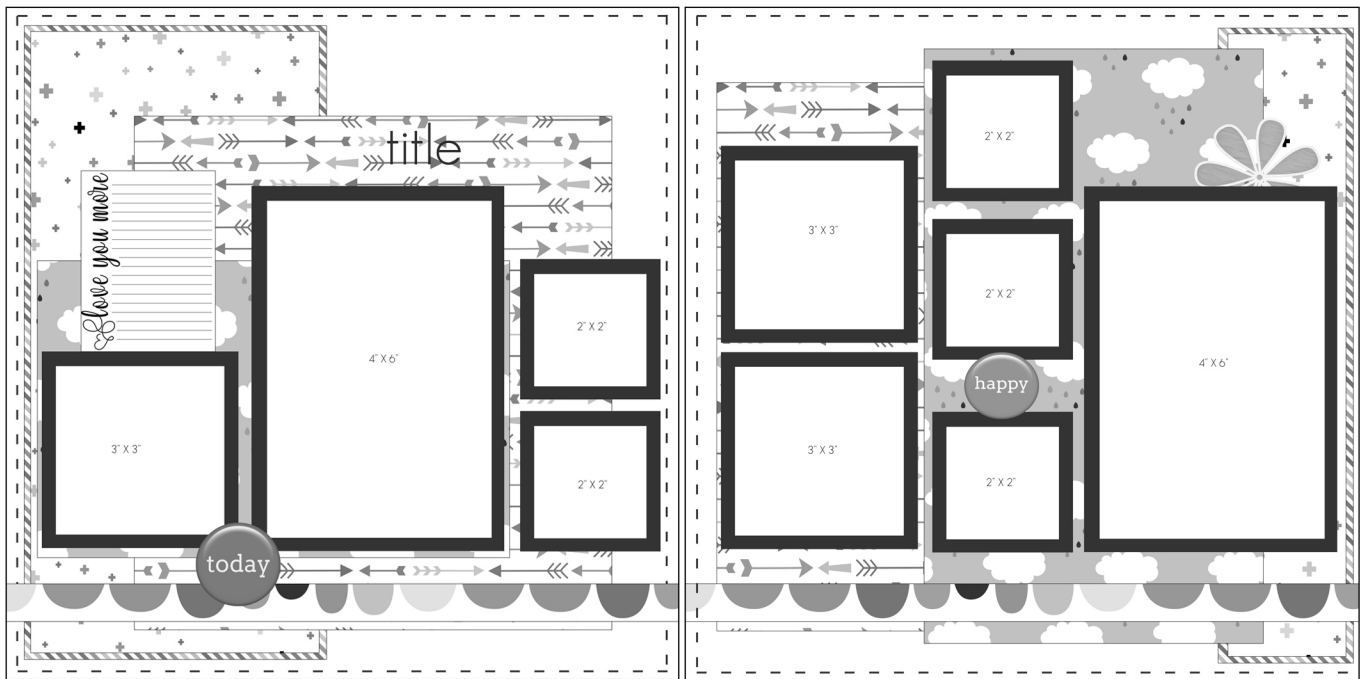 title
love you more
4" X 6"
2" X 2"
3" X 3"
2" X 2"
today
2" X 2"
3" X 3"
2" X 2"
4" X 6"
happy
3" X 3"
2" X 2"